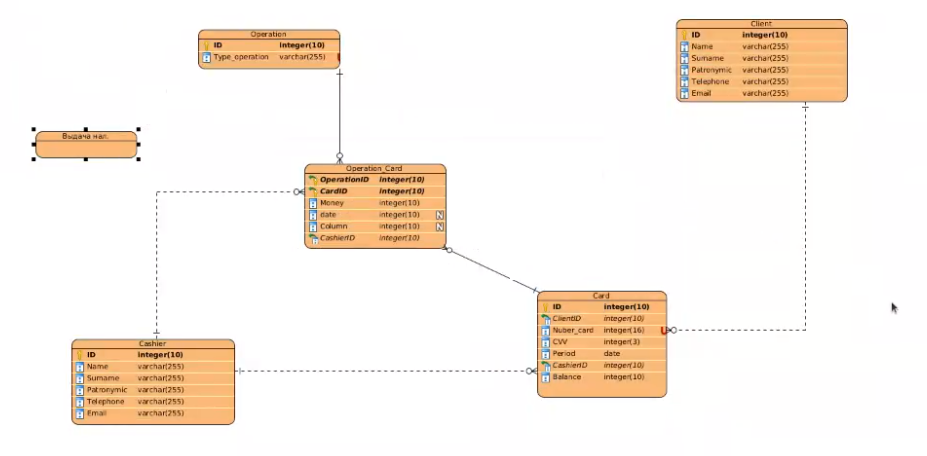 Operation
ID integer(10)
Type_operation varchar(255) U
Client
ID integer(10)
Name varchar(255)
Surname varchar(255)
Patronymic varchar(255)
Telephone varchar(255)
Email varchar(255)
Выдача нал.
Operation_Card
OperationID integer(10)
CardID integer(10)
Money integer(10)
date integer(10) N
Column integer(10) N
CashierID integer(10)
Card
ID integer(10)
ClientID integer(10)
Nuber_card integer(16) U
CVV integer(3)
Period date
CashierID integer(10)
Balance integer(10)
Cashier
ID integer(10)
Name varchar(255)
Surname varchar(255)
Patronymic varchar(255)
Telephone varchar(255)
Email varchar(255)